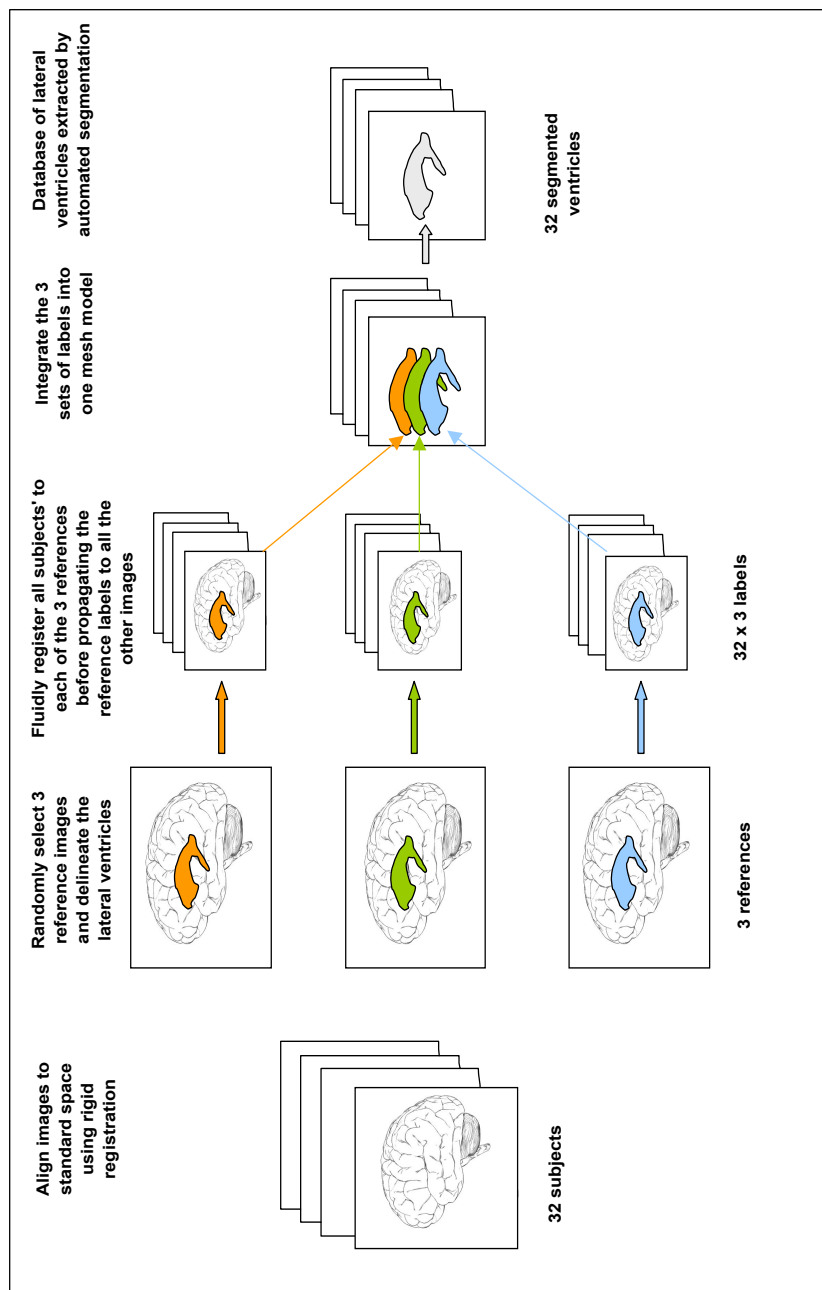 Align images to
standard space
using rigid
registration
32 subjects
Randomly select 3
reference images
and delineate the
lateral ventricles
3 references
Fluidly register all subjects' to
each of the 3 references
before propagating the
reference labels to all the
other images
32 x 3 labels
Integrate the 3
sets of labels into
one mesh model
Database of lateral
ventricles extracted by
automated segmentation
32 segmented
ventricles